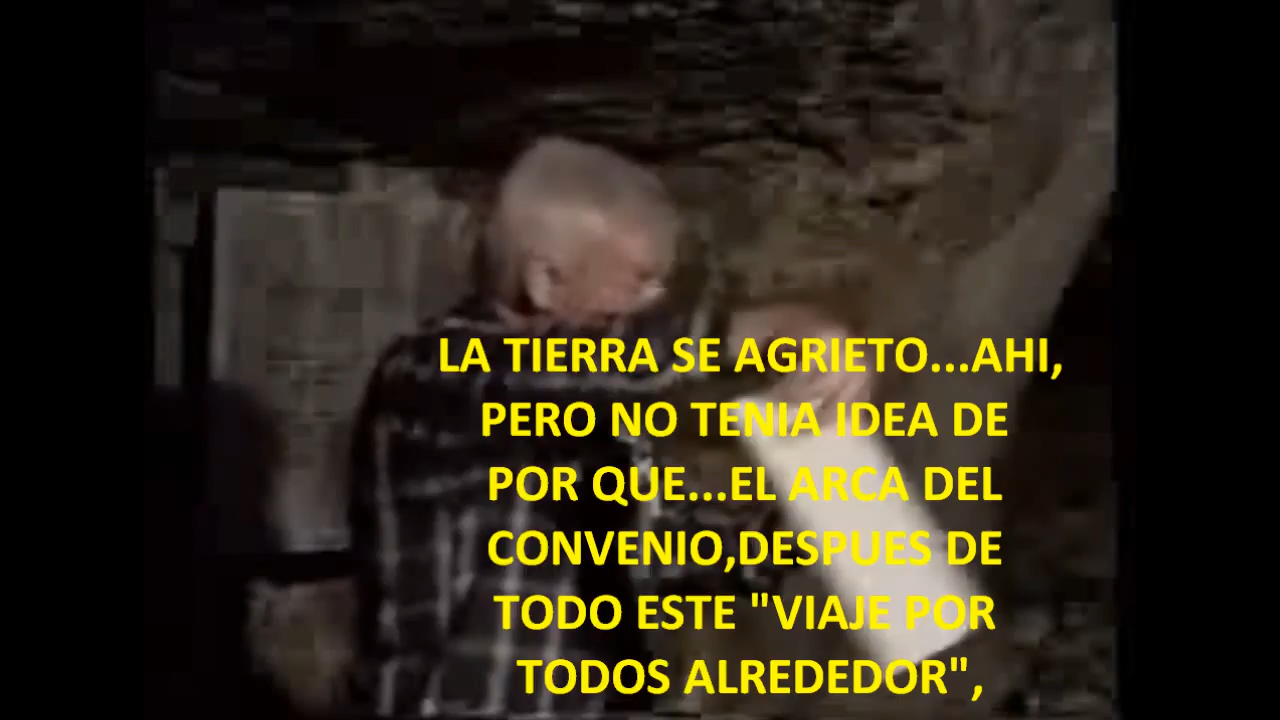 LA TIERRA SE AGRIETO...AHI,
PERO NO TENIA IDEA DE
POR QUE...EL ARCA DEL
CONVENIO,DESPUES DE
TODO ESTE "VIAJE POR
TODOS ALREDEDOR",